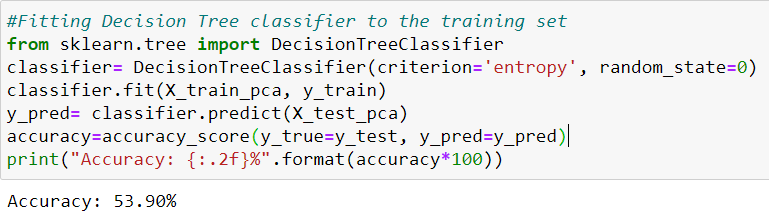 #Fitting Decision Tree classifier to the training set
from sklearn.tree import DecisionTreeClassifier
classifier= DecisionTreeClassifier(criterion='entropy', random_state=0)
classifier.fit(X_train_pca, y_train)
y_pred= classifier.predict(X_test_pca)
accuracy=accuracy_score(y_true=y_test, y_pred=y_pred)
print("Accuracy: {:.2f}%".format(accuracy*100))
Accuracy: 53.90%